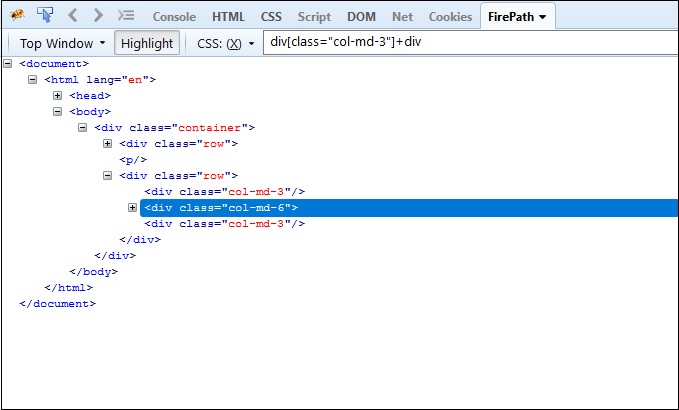 Console HTML CSS Script DOM Net Cookies FirePath
Top Window Highlight CSS: (X) div[class="col-md-3"]+div
<document>
<html lang="en">
<head>
<body>
<div class="container">
<div class="row">
<p/>
<div class="row">
<div class="col-md-3"/>
<div class="col-md-6">
<div class="col-md-3"/>
</div>
</div>
</body>
</html>
</document>